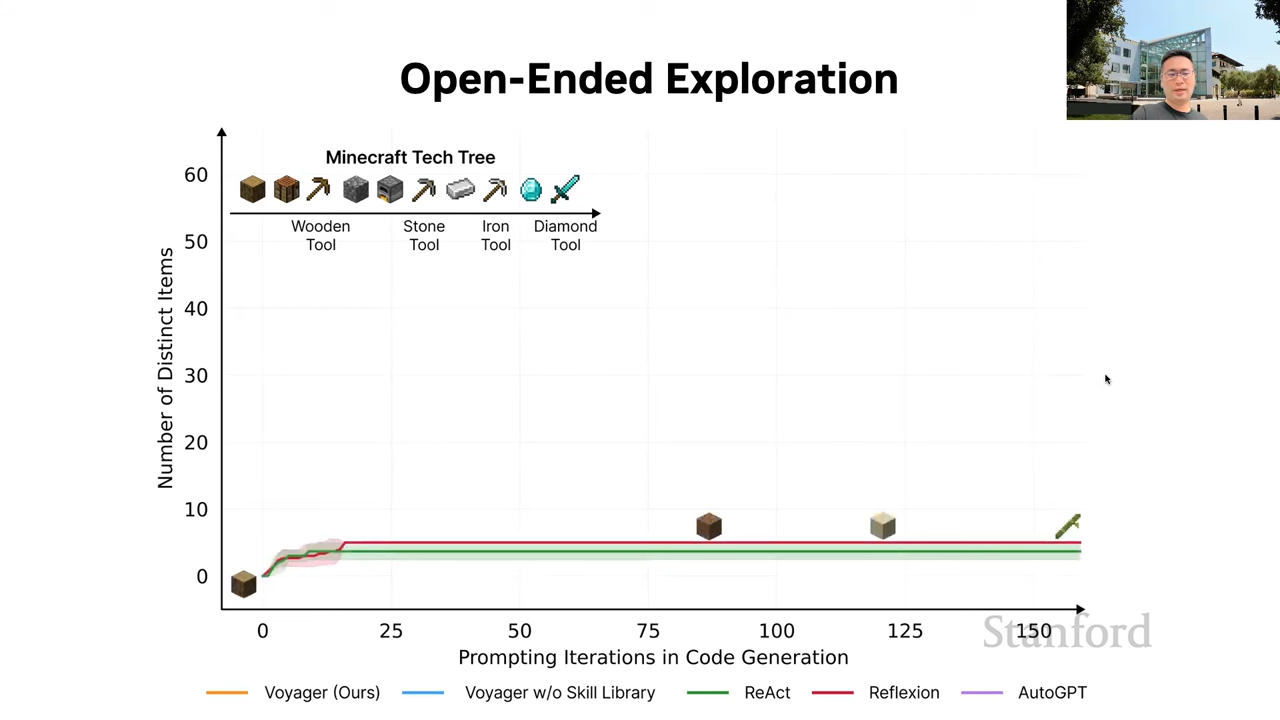 Open-Ended Exploration
Minecraft Tech Tree
Wooden Tool
Stone Tool
Iron Tool
Diamond Tool
Number of Distinct Items
60
50
40
30
20
10
0
0 25 50 75 100 125 150
Stanford
Prompting Iterations in Code Generation
Voyager (Ours) Voyager w/o Skill Library ReAct Reflexion AutoGPT